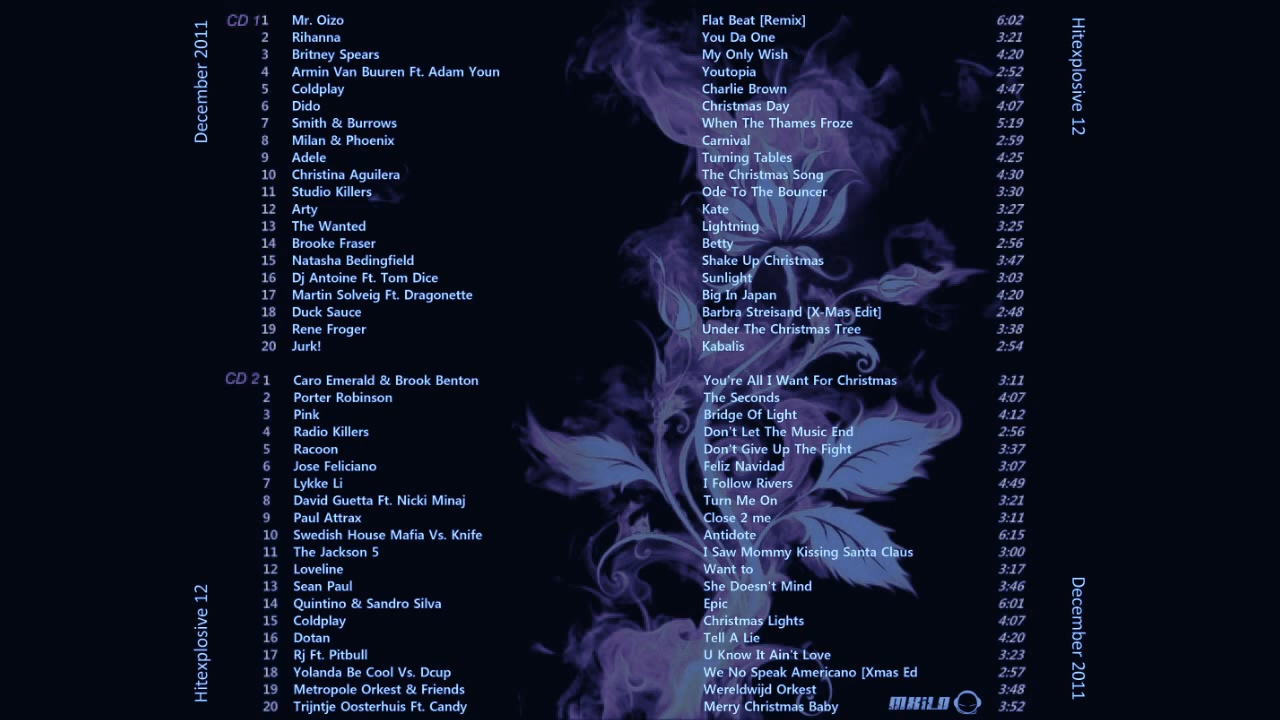 December 2011
Hitexplosive 12
CD 1
1 Mr. Oizo Flat Beat [Remix] 6:02
2 Rihanna You Da One 3:21
3 Britney Spears My Only Wish 4:20
4 Armin Van Buuren Ft. Adam Youn Youtopia 2:52
5 Coldplay Charlie Brown 4:47
6 Dido Christmas Day 4:07
7 Smith & Burrows When The Thames Froze 5:19
8 Milan & Phoenix Carnival 2:59
9 Adele Turning Tables 4:25
10 Christina Aguilera The Christmas Song 4:30
11 Studio Killers Ode To The Bouncer 3:30
12 Arty Kate 3:27
13 The Wanted Lightning 3:25
14 Brooke Fraser Betty 2:56
15 Natasha Bedingfield Shake Up Christmas 3:47
16 Dj Antoine Ft. Tom Dice Sunlight 3:03
17 Martin Solveig Ft. Dragonette Big In Japan 4:20
18 Duck Sauce Barbra Streisand [X-Mas Edit] 2:48
19 Rene Froger Under The Christmas Tree 3:38
20 Jurk! Kabalis 2:54
CD 2
1 Caro Emerald & Brook Benton You're All I Want For Christmas 3:11
2 Porter Robinson The Seconds 4:07
3 Pink Bridge Of Light 4:12
4 Radio Killers Don't Let The Music End 2:56
5 Racoon Don't Give Up The Fight 3:37
6 Jose Feliciano Feliz Navidad 3:07
7 Lykke Li I Follow Rivers 4:49
8 David Guetta Ft. Nicki Minaj Turn Me On 3:21
9 Paul Attrax Close 2 me 3:11
10 Swedish House Mafia Vs. Knife Antidote 6:15
11 The Jackson 5 I Saw Mommy Kissing Santa Claus 3:00
12 Loveline Want to 3:17
13 Sean Paul She Doesn't Mind 3:46
14 Quintino & Sandro Silva Epic 6:01
15 Coldplay Christmas Lights 4:07
16 Dotan Tell A Lie 4:20
17 Rj Ft. Pitbull U Know It Ain't Love 3:23
18 Yolanda Be Cool Vs. Dcup We No Speak Americano [Xmas Ed 2:57
19 Metropole Orkest & Friends Wereldwijd Orkest 3:48
20 Trijntje Oosterhuis Ft. Candy Merry Christmas Baby 3:52
Hitexplosive 12
December 2011
MXILO